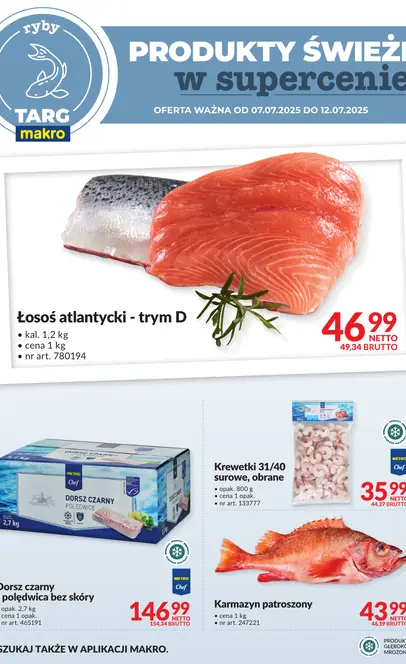 ryby
TARG
makro
PRODUKTY ŚWIEŻE
w supercenie
OFERTA WAŻNA OD 07.07.2025 DO 12.07.2025
Łosoś atlantycki - trym D
• kal. 1,2 kg
• cena 1 kg
• nr art. 780194
46,99
NETTO
49,34 BRUTTO
METRO
Chef
DORSZ CZARNY
POLĘDWICE
2,7 kg
Dorsz czarny
polędwica bez skóry
opak. 2,7 kg
cena 1 opak.
nr art. 465191
METRO
Chef
146,99
NETTO
154,34 BRUTTO
Krewetki 31/40
surowe, obrane
• opak. 800 g
• cena 1 opak.
• nr art. 133777
METRO
Chef
35,99
NETTO
44,27 BRUTTO
Karmazyn patroszony
• cena 1 kg
• nr art. 247221
43,99
NETTO
46,19 BRUTTO
SZUKAJ TAKŻE W APLIKACJI MAKRO.
PRODUK
GŁĘBOKO
MROŻON